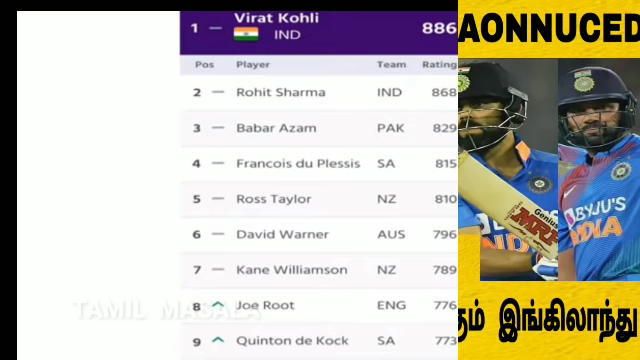 1 — Virat Kohli 886
IND
Pos Player Team Rating
2 — Rohit Sharma IND 868
3 — Babar Azam PAK 829
4 — Francois du Plessis SA 815
5 — Ross Taylor NZ 810
6 — David Warner AUS 796
7 — Kane Williamson NZ 789
8 Joe Root ENG 776
9 Quinton de Kock SA 773
TAMIL MASALA
AONNUCED
Genius
MRF
BYJU'S
INDIA
தும் இங்கிலாந்து